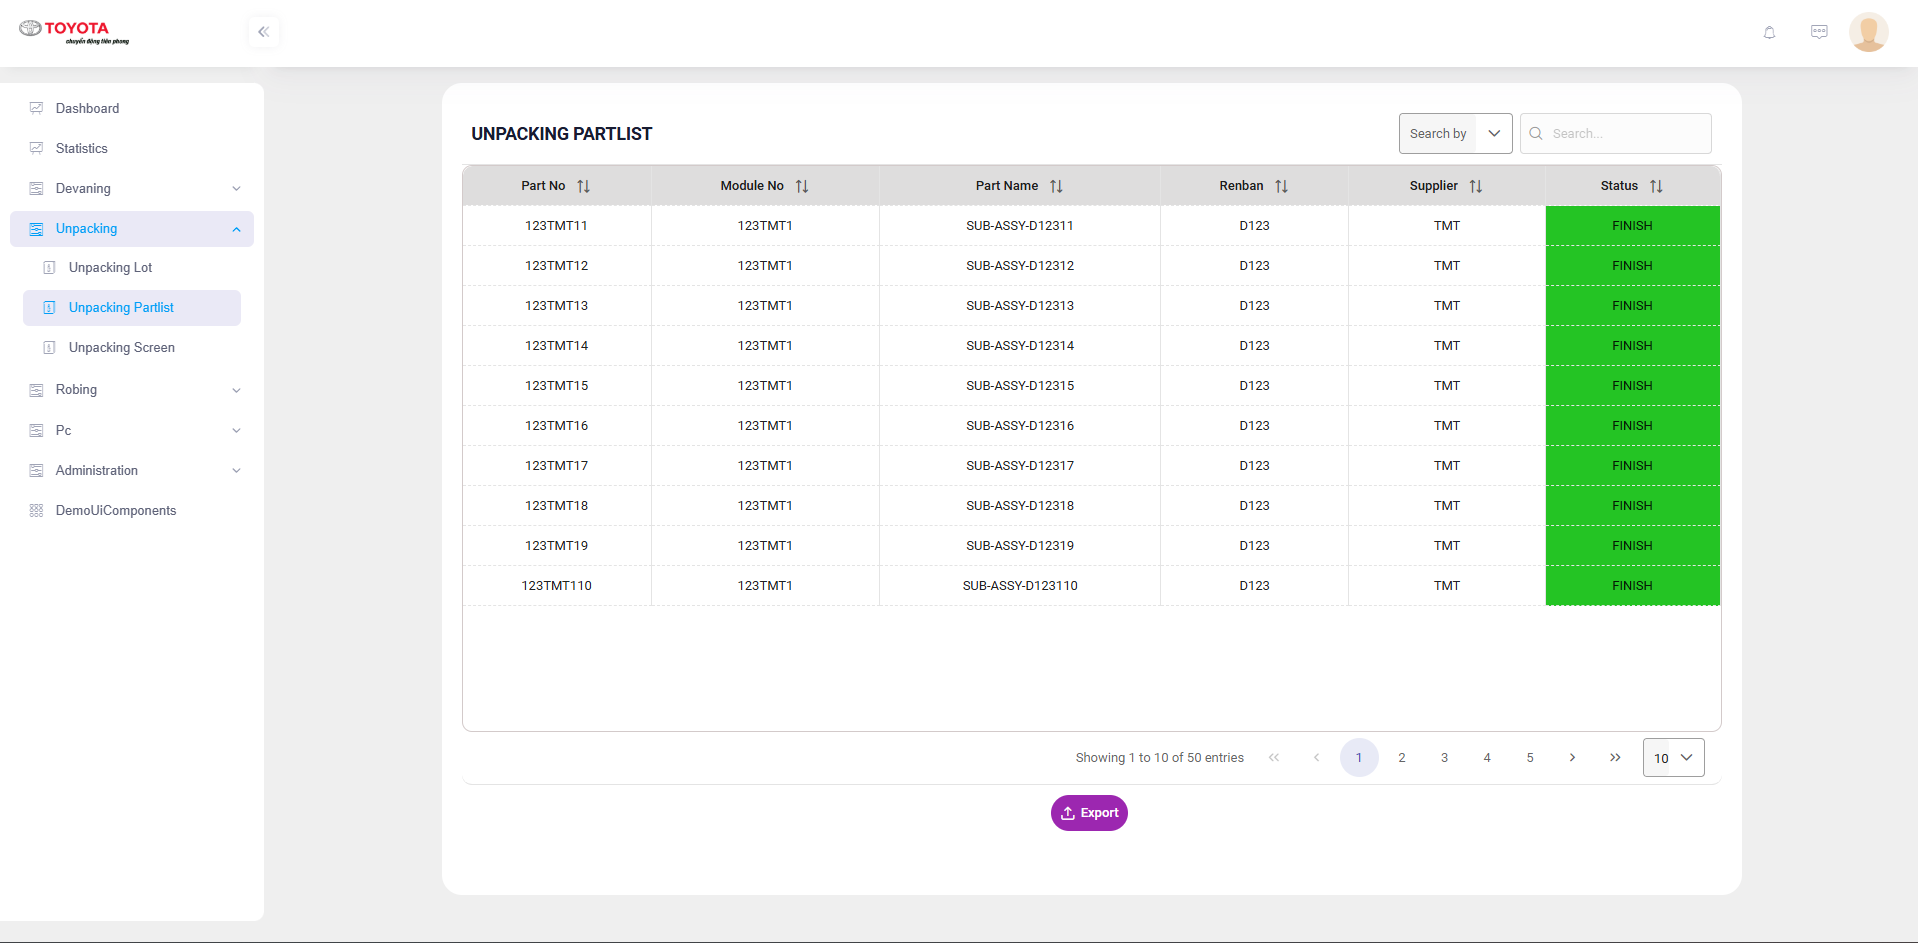 TOYOTA
chuyển động tiên phong
Dashboard
Statistics
Devaning
Unpacking
Unpacking Lot
Unpacking Partlist
Unpacking Screen
Robing
Pc
Administration
DemoUiComponents
UNPACKING PARTLIST
Search by
Search...
Part No Module No Part Name Renban Supplier Status
123TMT11 123TMT1 SUB-ASSY-D12311 D123 TMT FINISH
123TMT12 123TMT1 SUB-ASSY-D12312 D123 TMT FINISH
123TMT13 123TMT1 SUB-ASSY-D12313 D123 TMT FINISH
123TMT14 123TMT1 SUB-ASSY-D12314 D123 TMT FINISH
123TMT15 123TMT1 SUB-ASSY-D12315 D123 TMT FINISH
123TMT16 123TMT1 SUB-ASSY-D12316 D123 TMT FINISH
123TMT17 123TMT1 SUB-ASSY-D12317 D123 TMT FINISH
123TMT18 123TMT1 SUB-ASSY-D12318 D123 TMT FINISH
123TMT19 123TMT1 SUB-ASSY-D12319 D123 TMT FINISH
123TMT110 123TMT1 SUB-ASSY-D123110 D123 TMT FINISH
Showing 1 to 10 of 50 entries 1 2 3 4 5 10
Export